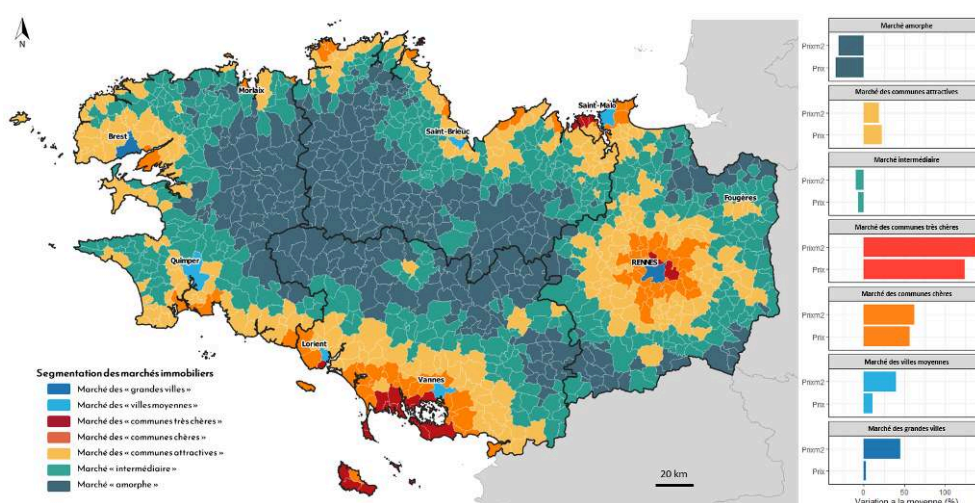 N
Morlaix
Brest
Saint-Brieuc
Saint-Malo
Fougères
RENNES
Quimper
Lorient
Vannes
20 km
Segmentation des marchés immobiliers
Marché des « grandes villes »
Marché des « villes moyennes »
Marché des « communes très chères »
Marché des « communes chères »
Marché des « communes attractives »
Marché « intermédiaire »
Marché « amorphe »
Marché amorphe
Prixm2
Prix
Marché des communes attractives
Prixm2
Prix
Marché intermédiaire
Prixm2
Prix
Marché des communes très chères
Prixm2
Prix
Marché des communes chères
Prixm2
Prix
Marché des villes moyennes
Prixm2
Prix
Marché des grandes villes
Prixm2
Prix
0 50 100
Variation a la moyenne (%)